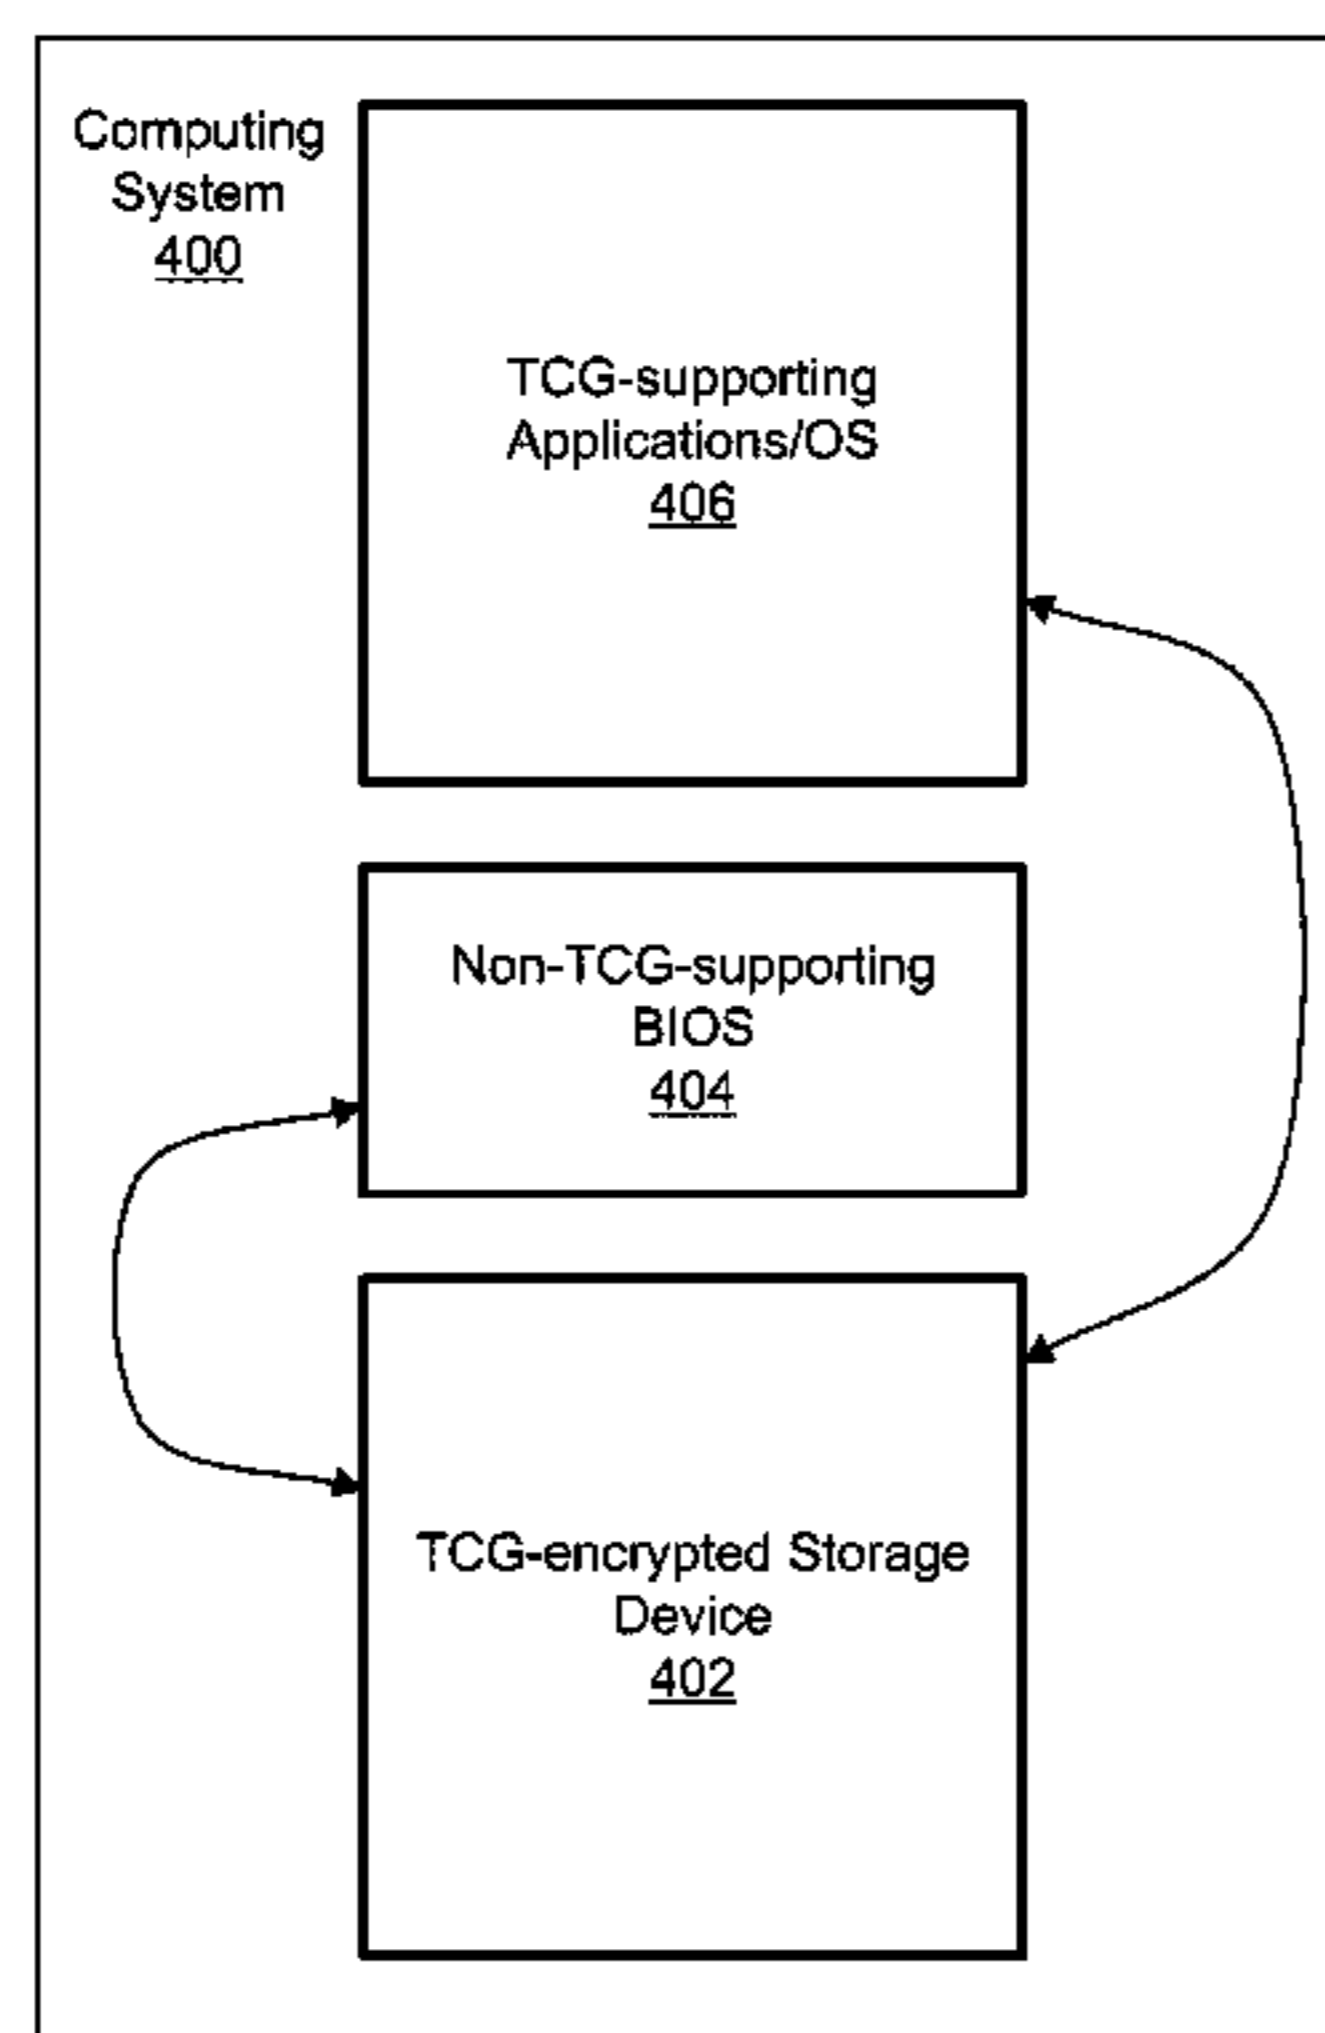 Computing
System
400
TCG-supporting
Applications/OS
406
Non-TCG-supporting
BIOS
404
TCG-encrypted Storage
Device
402